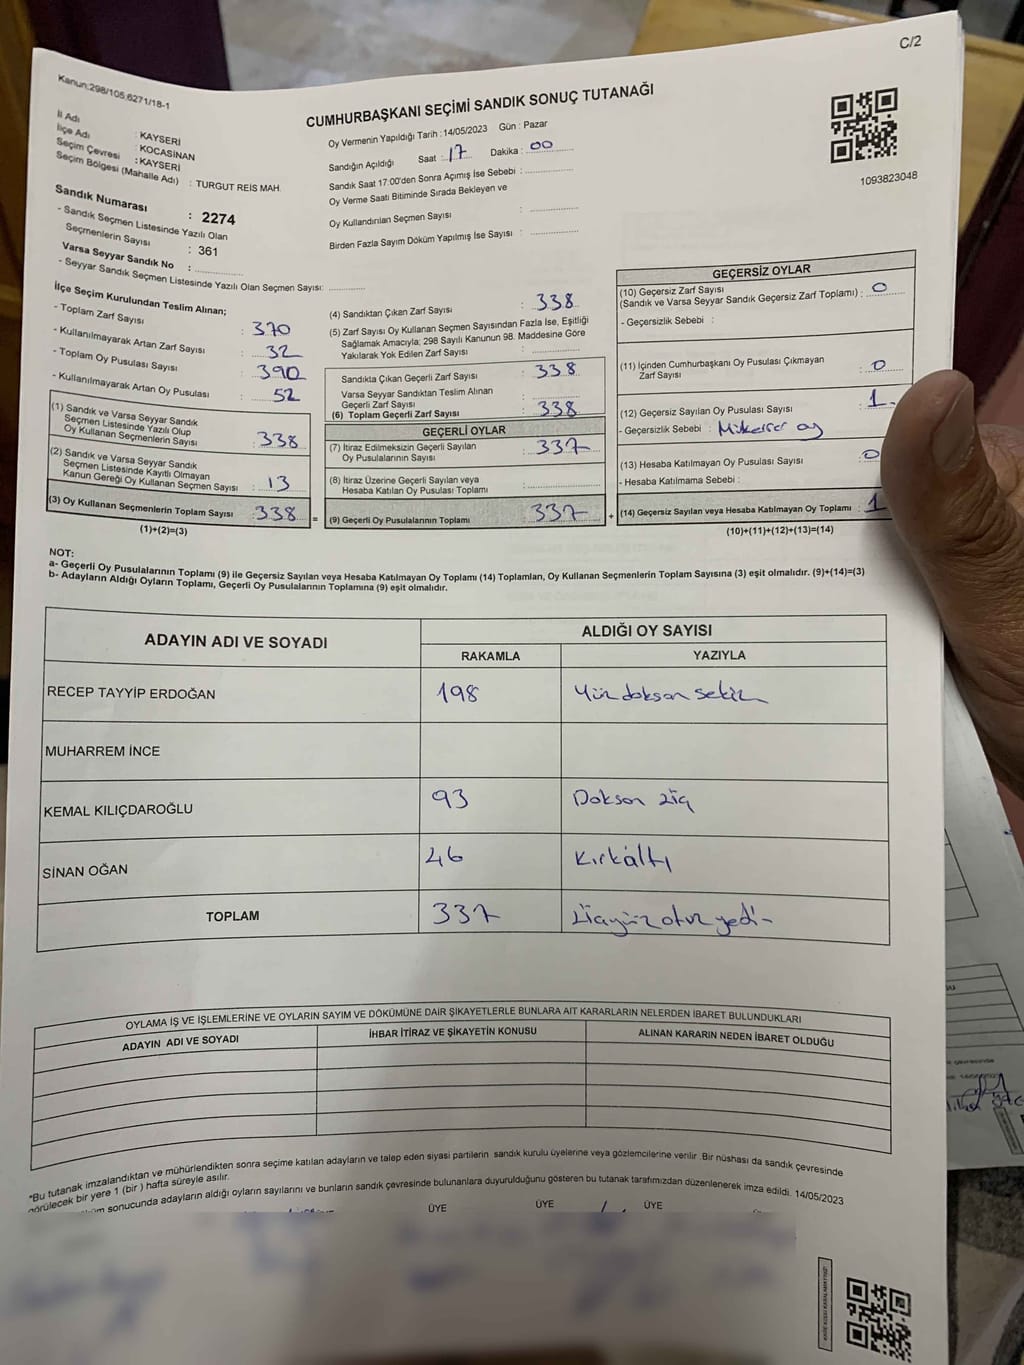 C/2
Kanun:298/105,6271/18-1
CUMHURBAŞKANI SEÇİMİ SANDIK SONUÇ TUTANAĞI
İl Adı : KAYSERİ
İlçe Adı : KOCASİNAN
Seçim Çevresi : KAYSERİ
Seçim Bölgesi (Mahalle Adı) : TURGUT REİS MAH.
Sandık Numarası : 2274
- Sandık Seçmen Listesinde Yazılı Olan
Seçmenlerin Sayısı : 361
Varsa Seyyar Sandık No :
- Seyyar Sandık Seçmen Listesinde Yazılı Olan Seçmen Sayısı:
Oy Vermenin Yapıldığı Tarih :14/05/2023 Gün : Pazar
Sandığın Açıldığı Saat : 17 Dakika : 00
Sandık Saat 17:00'den Sonra Açımış İse Sebebi :
Oy Verme Saati Bitiminde Sırada Bekleyen ve
Oy Kullandırılan Seçmen Sayısı :
Birden Fazla Sayım Döküm Yapılmış İse Sayısı :
1093823048
İlçe Seçim Kurulundan Teslim Alınan;
- Toplam Zarf Sayısı : 370
- Kullanılmayarak Artan Zarf Sayısı : 32
- Toplam Oy Pusulası Sayısı : 390
- Kullanılmayarak Artan Oy Pusulası : 52
(1) Sandık ve Varsa Seyyar Sandık
Seçmen Listesinde Yazılı Olup
Oy Kullanan Seçmenlerin Sayısı : 338
(2) Sandık ve Varsa Seyyar Sandık
Seçmen Listesinde Kayıtlı Olmayan
Kanun Gereği Oy Kullanan Seçmen Sayısı : 13
(3) Oy Kullanan Seçmenlerin Toplam Sayısı : 338
(1)+(2)=(3)
(4) Sandıktan Çıkan Zarf Sayısı : 338
(5) Zarf Sayısı Oy Kullanan Seçmen Sayısından Fazla İse, Eşitliği
Sağlamak Amacıyla; 298 Sayılı Kanunun 98. Maddesine Göre
Yakılarak Yok Edilen Zarf Sayısı :
Sandıkta Çıkan Geçerli Zarf Sayısı : 338
Varsa Seyyar Sandıktan Teslim Alınan
Geçerli Zarf Sayısı :
(6) Toplam Geçerli Zarf Sayısı : 338
GEÇERLİ OYLAR
(7) İtiraz Edilmeksizin Geçerli Sayılan
Oy Pusulalarının Sayısı : 337
(8) İtiraz Üzerine Geçerli Sayılan veya
Hesaba Katılan Oy Pusulası Toplamı :
= (9) Geçerli Oy Pusulalarının Toplamı : 337 +
GEÇERSİZ OYLAR
(10) Geçersiz Zarf Sayısı
(Sandık ve Varsa Seyyar Sandık Geçersiz Zarf Toplamı) : 0
- Geçersizlik Sebebi :
(11) İçinden Cumhurbaşkanı Oy Pusulası Çıkmayan
Zarf Sayısı : 0
(12) Geçersiz Sayılan Oy Pusulası Sayısı : 1
- Geçersizlik Sebebi : Mükerrer oy
(13) Hesaba Katılmayan Oy Pusulası Sayısı : 0
- Hesaba Katılmama Sebebi :
(14) Geçersiz Sayılan veya Hesaba Katılmayan Oy Toplamı : 1
(10)+(11)+(12)+(13)=(14)
NOT:
a- Geçerli Oy Pusulalarının Toplamı (9) ile Geçersiz Sayılan veya Hesaba Katılmayan Oy Toplamı (14) Toplamları, Oy Kullanan Seçmenlerin Toplam Sayısına (3) eşit olmalıdır. (9)+(14)=(3)
b- Adayların Aldığı Oyların Toplamı, Geçerli Oy Pusulalarının Toplamına (9) eşit olmalıdır.
ADAYIN ADI VE SOYADI
ALDIĞI OY SAYISI
RAKAMLA YAZIYLA
RECEP TAYYİP ERDOĞAN 198 Yüz doksan sekiz
MUHARREM İNCE
KEMAL KILIÇDAROĞLU 93 Doksan Üç
SİNAN OĞAN 46 Kırkaltı
TOPLAM 337 Üçyüz otuz yedi
OYLAMA İŞ VE İŞLEMLERİNE VE OYLARIN SAYIM VE DÖKÜMÜNE DAİR ŞİKAYETLERLE BUNLARA AİT KARARLARIN NELERDEN İBARET BULUNDUKLARI
ADAYIN ADI VE SOYADI İHBAR İTİRAZ VE ŞİKAYETİN KONUSU ALINAN KARARIN NEDEN İBARET OLDUĞU
*Bu tutanak imzalandıktan ve mühürlendikten sonra seçime katılan adayların ve talep eden siyasi partilerin sandık kurulu üyelerine veya gözlemcilerine verilir .Bir nüshası da sandık çevresinde
görülecek bir yere 1 (bir ) hafta süreyle asılır.
sonucunda adayların aldığı oyların sayılarını ve bunların sandık çevresinde bulunanlara duyurulduğunu gösteren bu tutanak tarafımızdan düzenlenerek imza edildi. 14/05/2023
ÜYE ÜYE ÜYE